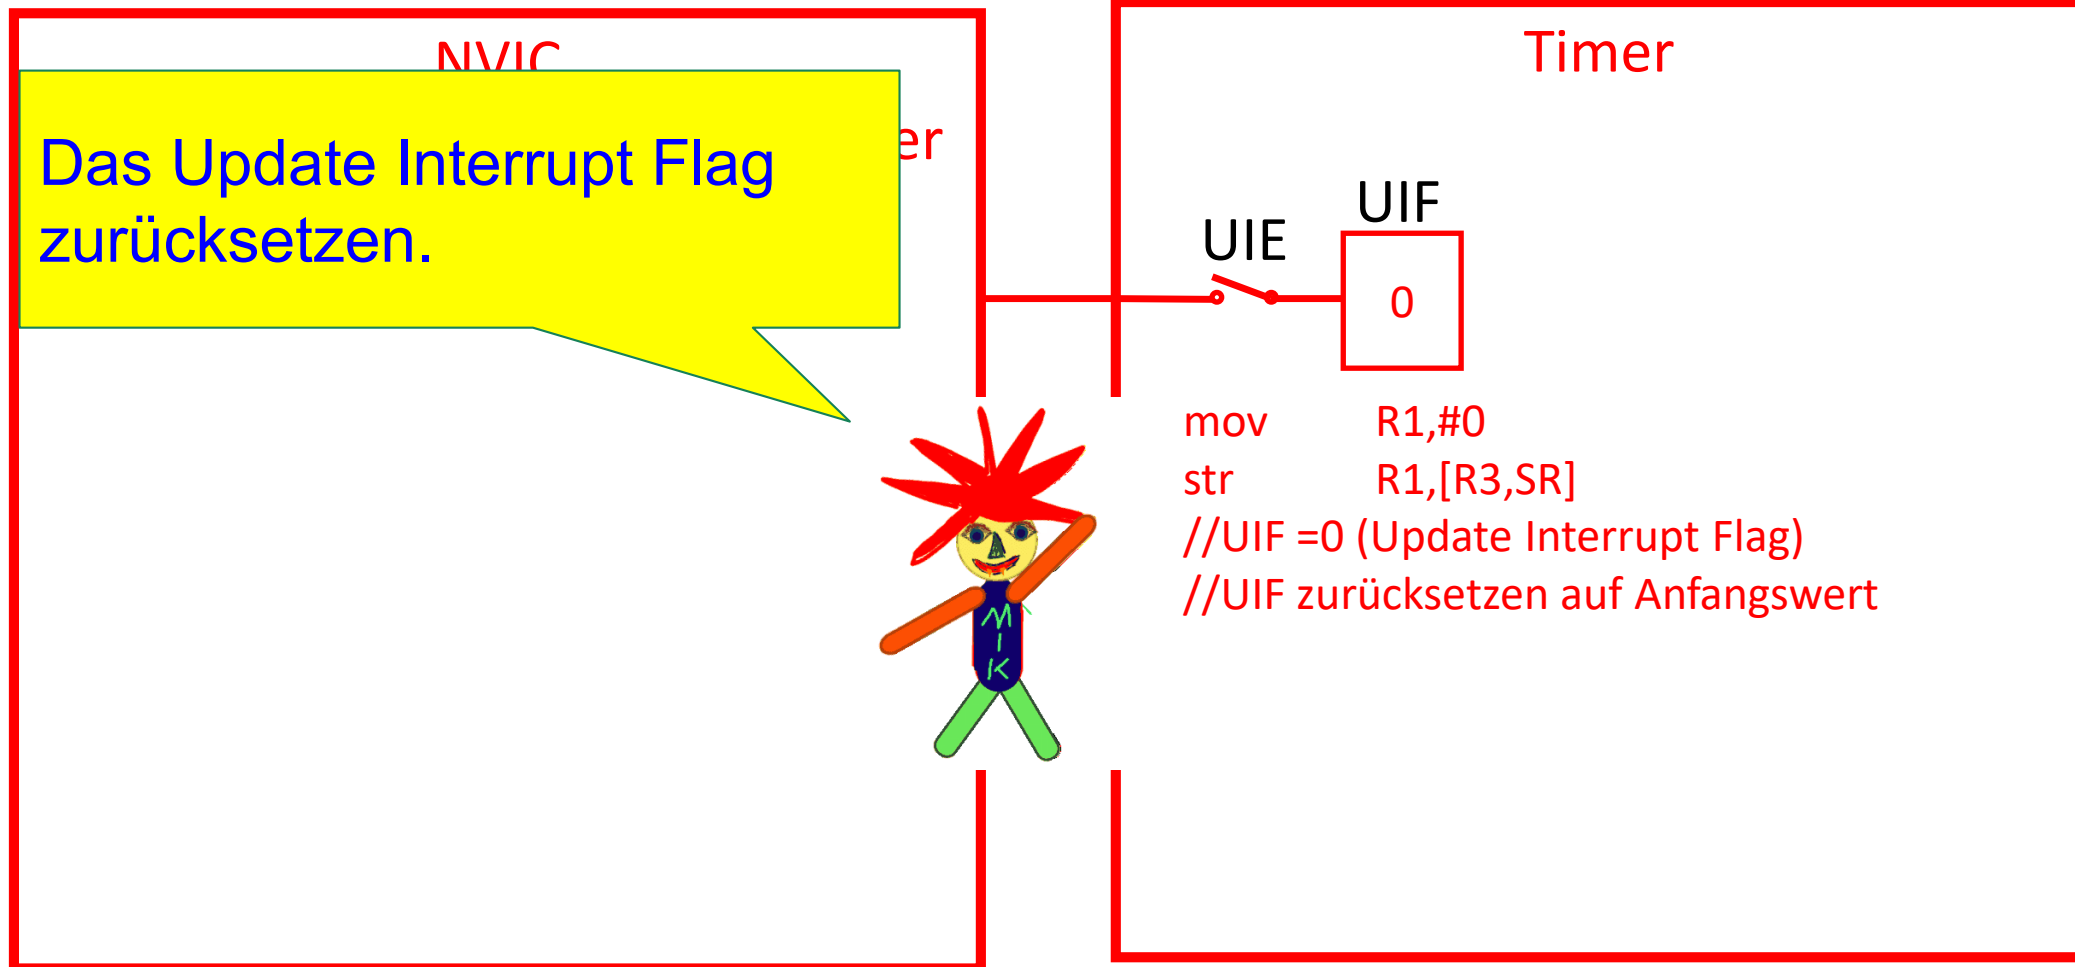 NVIC
Das Update Interrupt Flag
zurücksetzen.
Timer
UIF
UIE
0
mov R1,#0
str R1,[R3,SR]
//UIF =0 (Update Interrupt Flag)
//UIF zurücksetzen auf Anfangswert
M
I
K